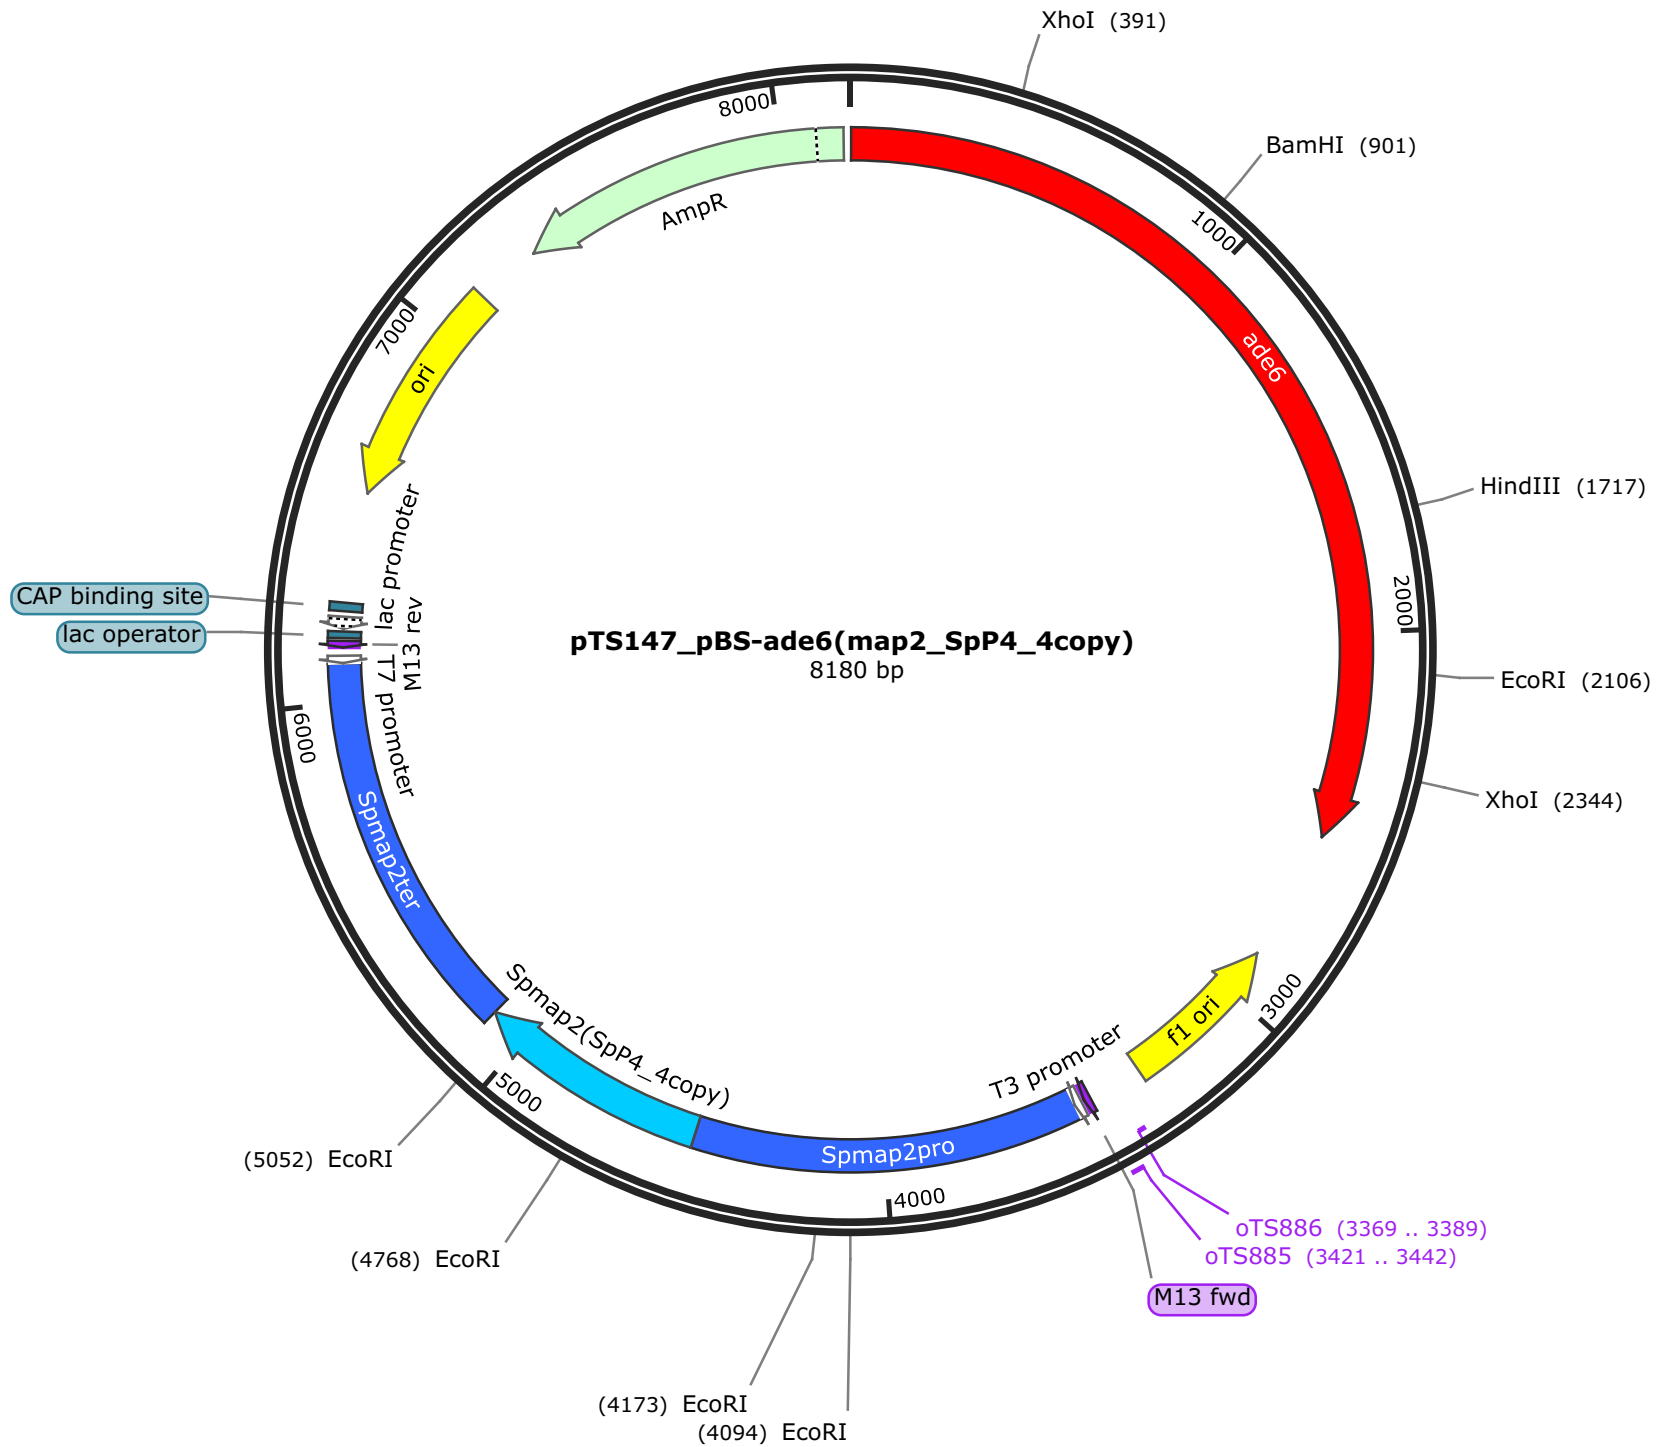 XhoI (391)
BamHI (901)
HindIII (1717)
EcoRI (2106)
XhoI (2344)
oTS886 (3369 .. 3389)
oTS885 (3421 .. 3442)
M13 fwd
(4094) EcoRI
(4173) EcoRI
(4768) EcoRI
(5052) EcoRI
lac operator
CAP binding site
1000
2000
3000
4000
5000
6000
7000
8000
ade6
f1 ori
T3 promoter
Spmap2pro
Spmap2(SpP4_4copy)
Spmap2ter
T7 promoter
M13 rev
lac promoter
ori
AmpR
pTS147_pBS-ade6(map2_SpP4_4copy)
8180 bp